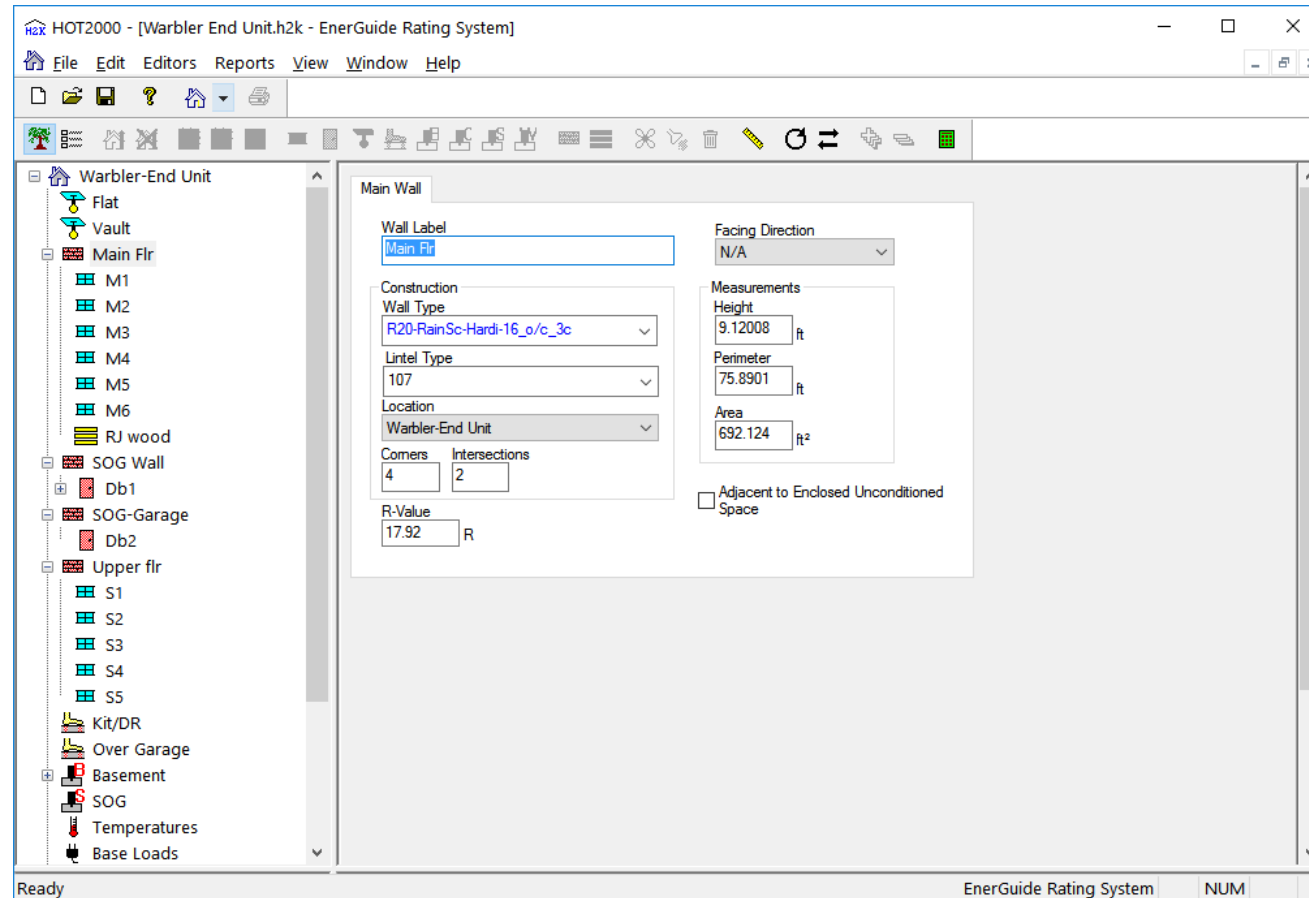 HOT2000 - [Warbler End Unit.h2k - EnerGuide Rating System]
File Edit Editors Reports View Window Help
Warbler-End Unit
Flat
Vault
Main Flr
M1
M2
M3
M4
M5
M6
RJ wood
SOG Wall
Db1
SOG-Garage
Db2
Upper flr
S1
S2
S3
S4
S5
Kit/DR
Over Garage
Basement
SOG
Temperatures
Base Loads
Main Wall
Wall Label
Main Flr
Facing Direction
N/A
Construction
Wall Type
R20-RainSc-Hardi-16_o/c_3c
Lintel Type
107
Location
Warbler-End Unit
Corners Intersections
4 2
R-Value
17.92 R
Measurements
Height
9.12008 ft
Perimeter
75.8901 ft
Area
692.124 ft²
Adjacent to Enclosed Unconditioned
Space
Ready EnerGuide Rating System NUM